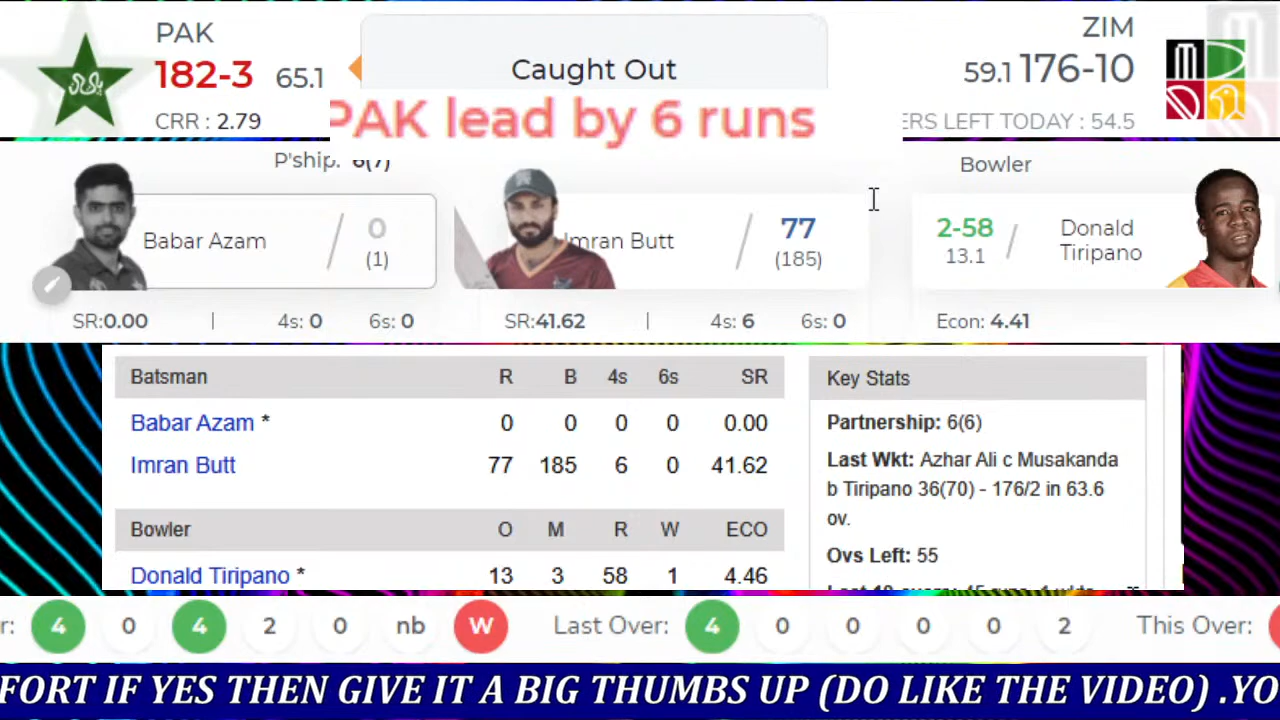 PAK
182-3 65.1
CRR : 2.79
Caught Out
PAK lead by 6 runs
ZIM
59.1 176-10
ERS LEFT TODAY : 54.5
P'ship: 6(7)
Babar Azam 0
(1)
SR:0.00 | 4s: 0 6s: 0
Imran Butt 77
(185)
SR:41.62 | 4s: 6 6s: 0
Bowler
2-58
13.1
Donald
Tiripano
Econ: 4.41
Batsman R B 4s 6s SR
Babar Azam * 0 0 0 0 0.00
Imran Butt 77 185 6 0 41.62
Bowler O M R W ECO
Donald Tiripano * 13 3 58 1 4.46
Key Stats
Partnership: 6(6)
Last Wkt: Azhar Ali c Musakanda
b Tiripano 36(70) - 176/2 in 63.6
ov.
Ovs Left: 55
r: 4 0 4 2 0 nb W Last Over: 4 0 0 0 0 2 This Over:
FORT IF YES THEN GIVE IT A BIG THUMBS UP (DO LIKE THE VIDEO) .YO